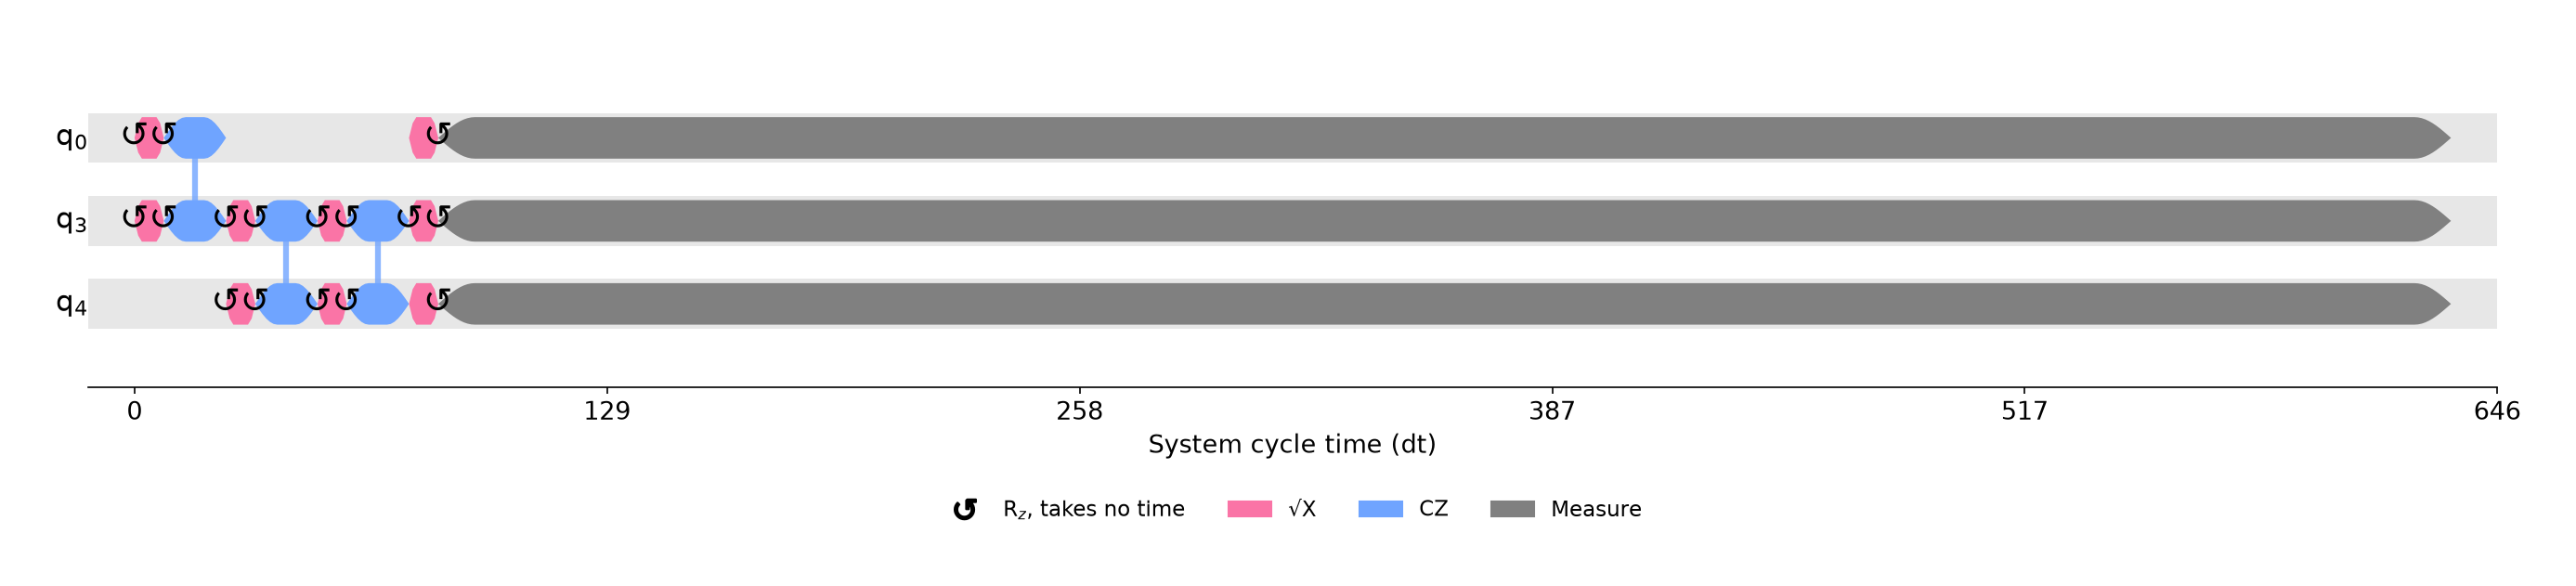 q0
q3
q4
0 129 258 387 517 646
System cycle time (dt)
Rz, takes no time √X CZ Measure